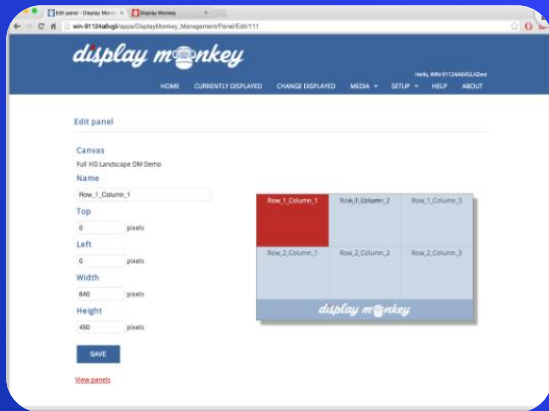 Edit panel - Display Monk
Display Monkey
win-91124a6vgli/apps/DisplayMonkey_Management/Panel/Edit/111
display monkey
Hello, WIN-91124A6VGLI\Dev!
HOME CURRENTLY DISPLAYED CHANGE DISPLAYED MEDIA SETUP HELP ABOUT
Edit panel
Canvas
Full HD Landscape DM Demo
Name
Row_1_Column_1
Top
0 pixels
Left
0 pixels
Width
640 pixels
Height
450 pixels
SAVE
View panels
Row_1_Column_1 Row_1_Column_2 Row_1_Column_3
Row_2_Column_1 Row_2_Column_2 Row_2_Column_3
display monkey